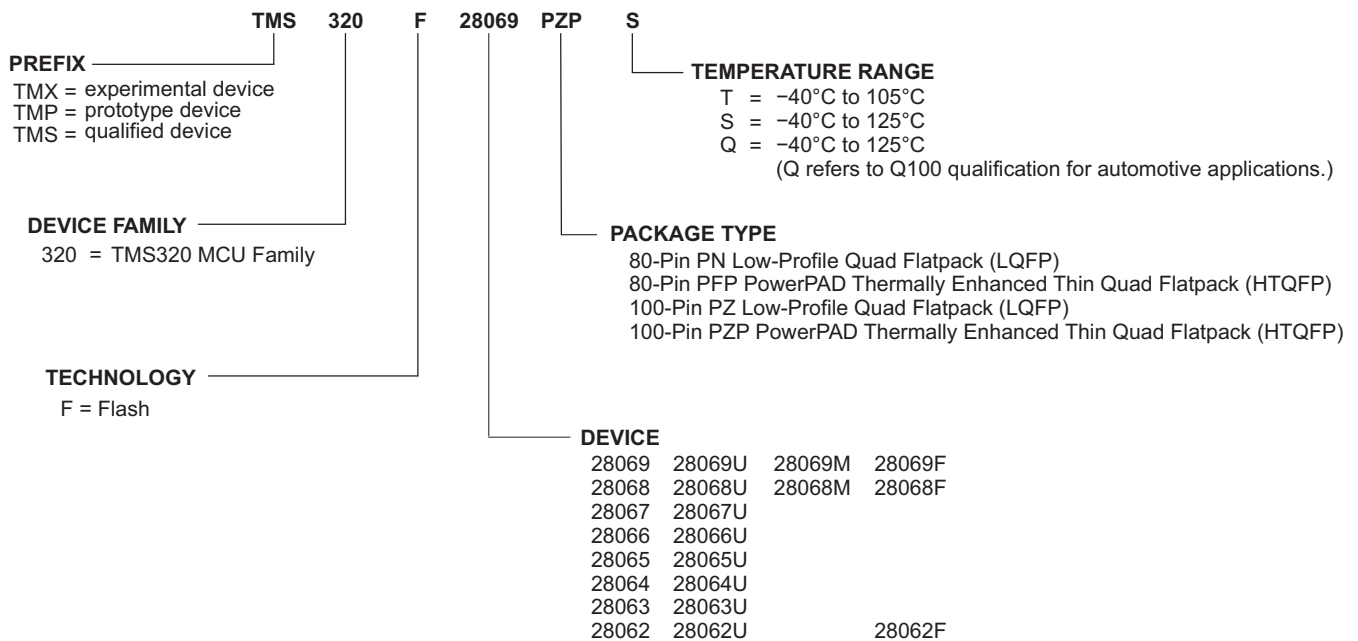 TMS 320 F 28069 PZP S
PREFIX
TMX = experimental device
TMP = prototype device
TMS = qualified device
TEMPERATURE RANGE
T = −40°C to 105°C
S = −40°C to 125°C
Q = −40°C to 125°C
(Q refers to Q100 qualification for automotive applications.)
DEVICE FAMILY
320 = TMS320 MCU Family
PACKAGE TYPE
80-Pin PN Low-Profile Quad Flatpack (LQFP)
80-Pin PFP PowerPAD Thermally Enhanced Thin Quad Flatpack (HTQFP)
100-Pin PZ Low-Profile Quad Flatpack (LQFP)
100-Pin PZP PowerPAD Thermally Enhanced Thin Quad Flatpack (HTQFP)
TECHNOLOGY
F = Flash
DEVICE
28069 28069U 28069M 28069F
28068 28068U 28068M 28068F
28067 28067U
28066 28066U
28065 28065U
28064 28064U
28063 28063U
28062 28062U 28062F